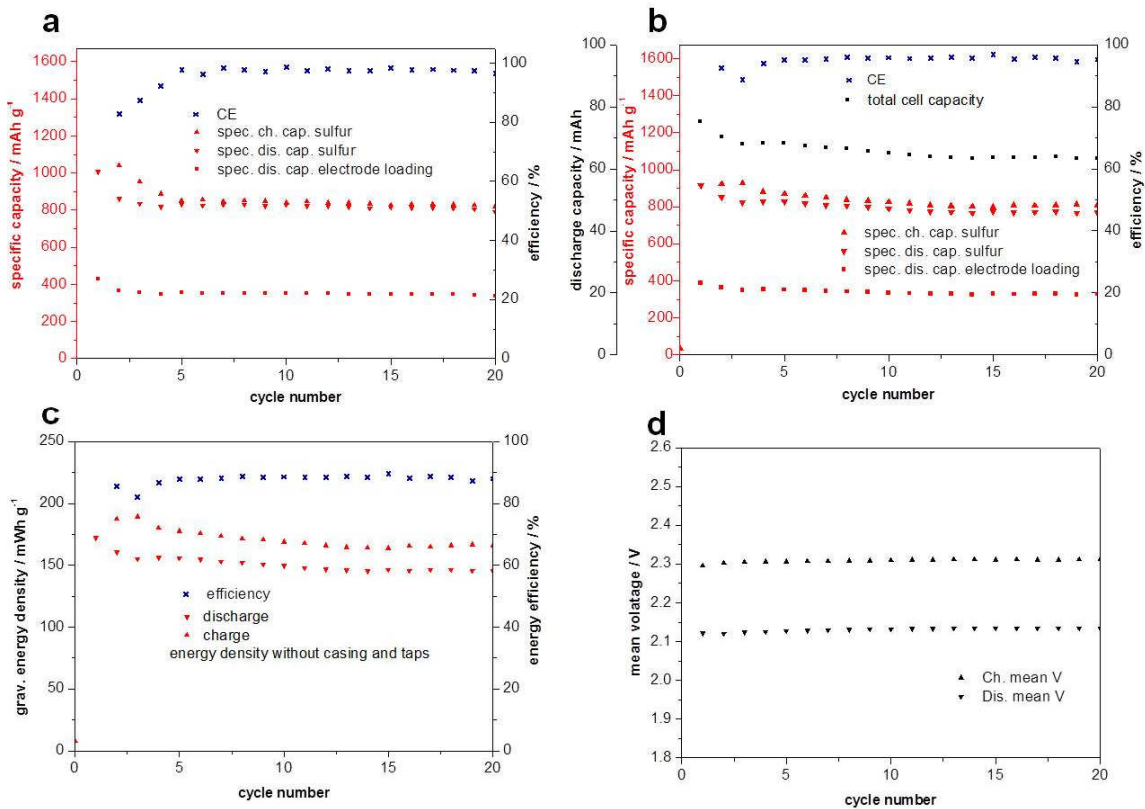 a
specific capacity / mAh g⁻¹
1600
1400
1200
1000
800
600
400
200
0
CE
spec. ch. cap. sulfur
spec. dis. cap. sulfur
spec. dis. cap. electrode loading
100
80
60
40
20
0
efficiency / %
0 5 10 15 20
cycle number
b
discharge capacity / mAh
100
80
60
40
20
0
specific capacity / mAh g⁻¹
1600
1400
1200
1000
800
600
400
200
0
CE
total cell capacity
spec. ch. cap. sulfur
spec. dis. cap. sulfur
spec. dis. cap. electrode loading
100
80
60
40
20
0
efficiency / %
0 5 10 15 20
cycle number
c
grav. energy density / mWh g⁻¹
250
200
150
100
50
0
efficiency
discharge
charge
energy density without casing and taps
100
80
60
40
20
0
energy efficiency / %
0 5 10 15 20
cycle number
d
mean volatage / V
2.6
2.5
2.4
2.3
2.2
2.1
2.0
1.9
1.8
Ch. mean V
Dis. mean V
0 5 10 15 20
cycle number